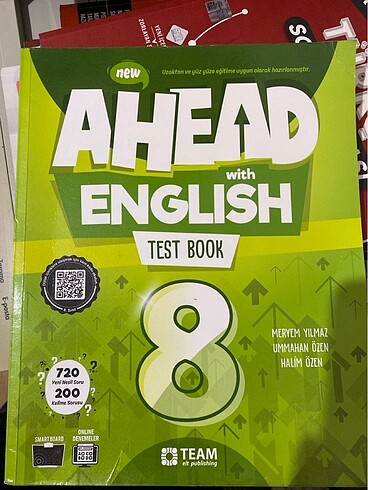 new
Uzaktan ve yüz yüze eğitime uygun olarak hazırlanmıştır.
AHEAD
with
ENGLISH
TEST BOOK
8
MERYEM YILMAZ
UMMAHAN ÖZEN
HALİM ÖZEN
720
Yeni Nesil Soru
200
Kelime Sorusu
SMARTBOARD
ONLINE
DENEMELER
TEAM
elt publishing
E-posta